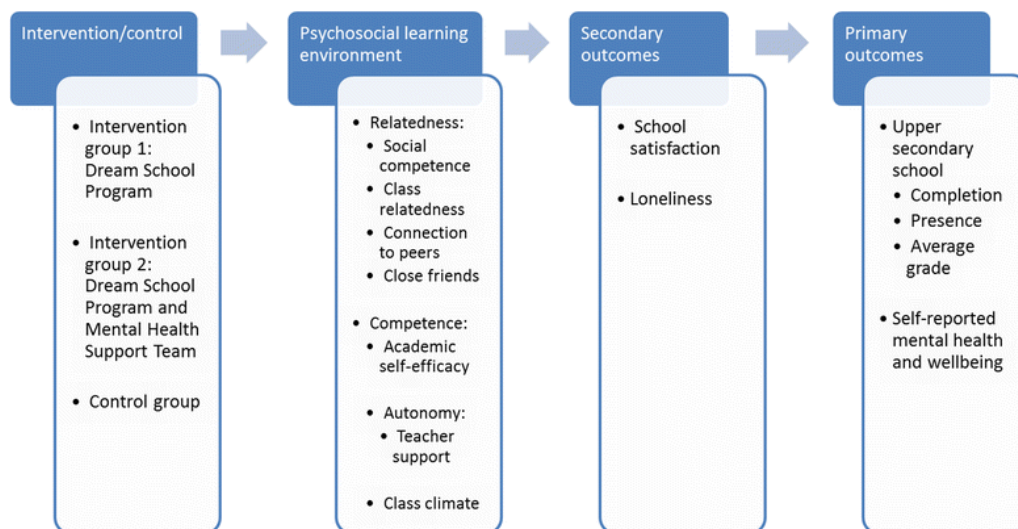 Intervention/control
• Intervention
group 1:
Dream School
Program
• Intervention
group 2:
Dream School
Program and
Mental Health
Support Team
• Control group
Psychosocial learning
environment
• Relatedness:
• Social
competence
• Class
relatedness
• Connection
to peers
• Close friends
• Competence:
• Academic
self-efficacy
• Autonomy:
• Teacher
support
• Class climate
Secondary
outcomes
• School
satisfaction
• Loneliness
Primary
outcomes
• Upper
secondary
school
• Completion
• Presence
• Average
grade
• Self-reported
mental health
and wellbeing